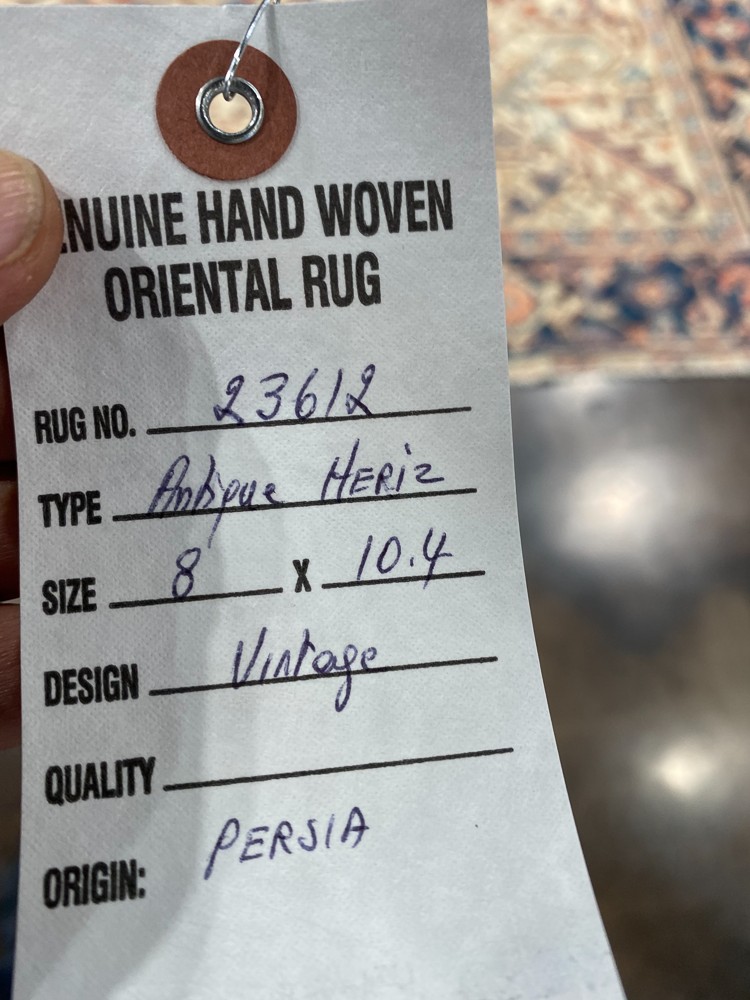 ENUINE HAND WOVEN
ORIENTAL RUG
RUG NO. 23612
TYPE Antique HERIZ
SIZE 8' X 10.4
DESIGN Vintage
QUALITY
ORIGIN: PERSIA